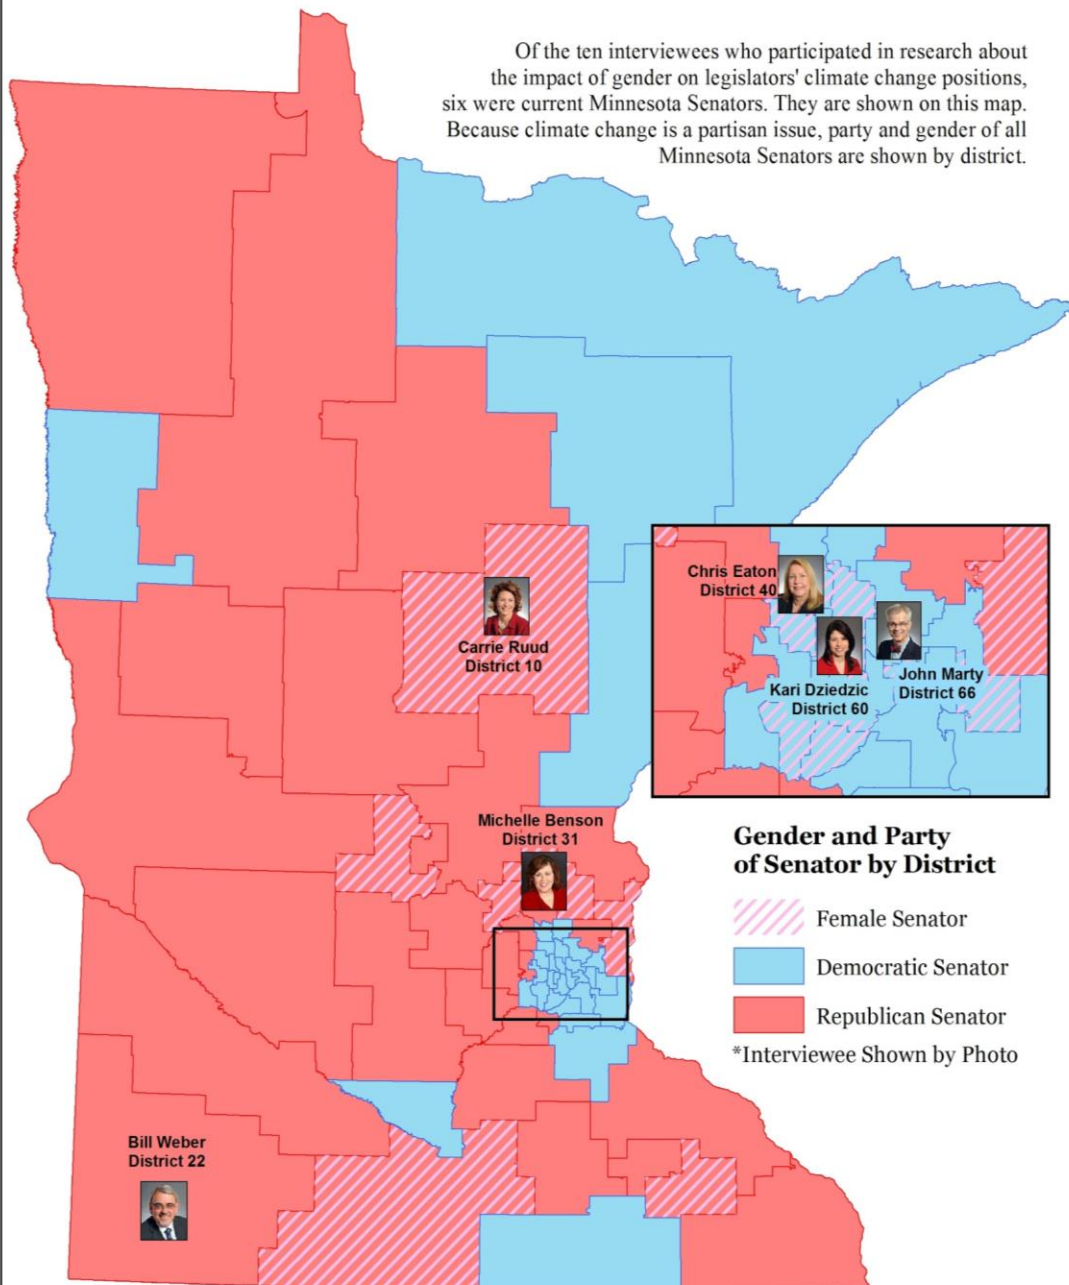 Of the ten interviewees who participated in research about
the impact of gender on legislators' climate change positions,
six were current Minnesota Senators. They are shown on this map.
Because climate change is a partisan issue, party and gender of all
Minnesota Senators are shown by district.
Chris Eaton
District 40
Carrie Ruud
District 10
John Marty
District 66
Kari Dziedzic
District 60
Michelle Benson
District 31
Gender and Party
of Senator by District
Female Senator
Democratic Senator
Republican Senator
*Interviewee Shown by Photo
Bill Weber
District 22